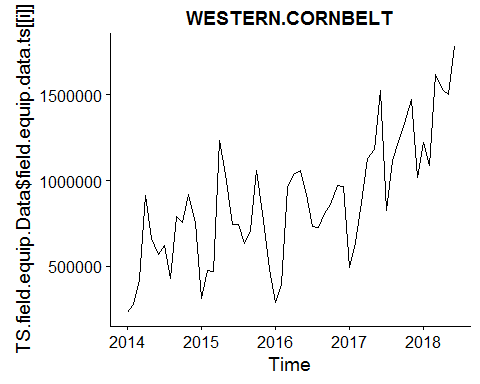 WESTERN.CORNBELT
TS.field.equip.Data$field.equip.data.ts[[i]]
1500000
1000000
500000
2014 2015 2016 2017 2018
Time